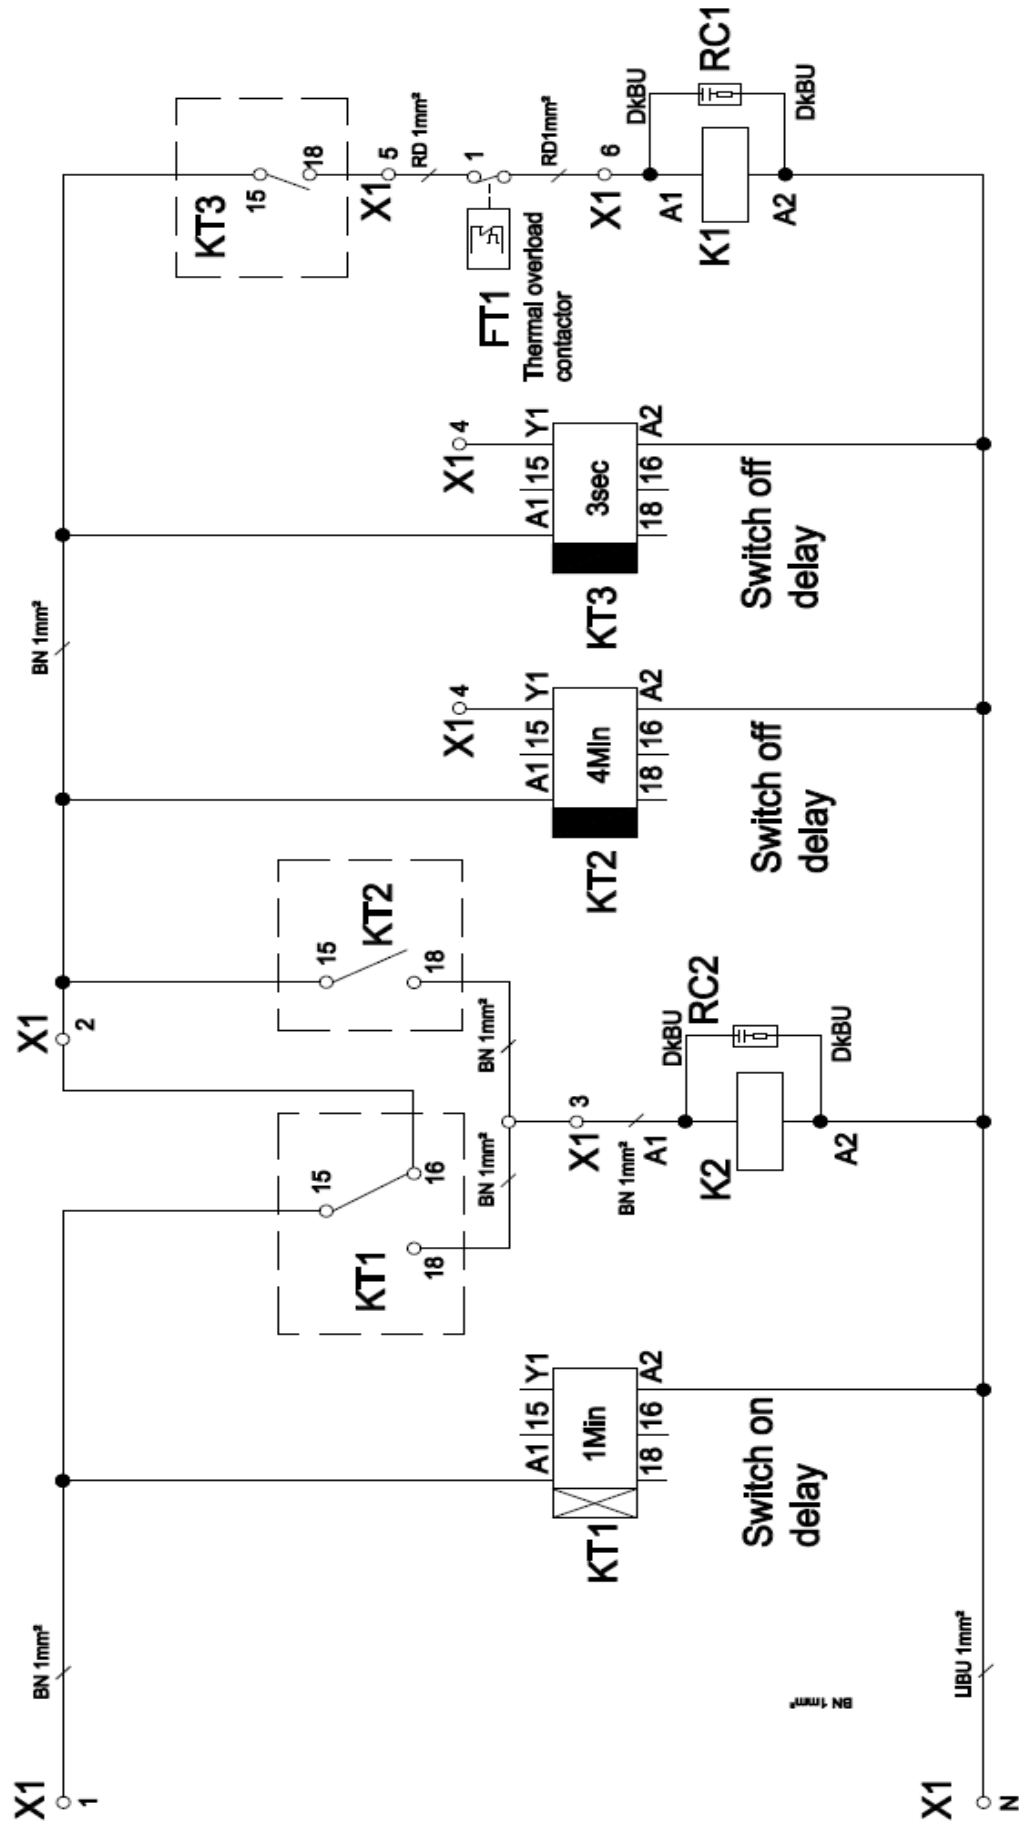 X1
1
BN 1mm²
X1
N
LIBU 1mm²
BN 1mm²
KT1
A1 15 Y1
1Min
18 16 A2
Switch on
delay
KT1
15
18
16
X1
2
KT2
15
18
BN 1mm²
BN 1mm²
X1
3
BN 1mm²
A1
K2
A2
DkBU
RC2
DkBU
BN 1mm²
X1
4
KT2
A1 15 Y1
4MIn
18 16 A2
Switch off
delay
X1
4
KT3
A1 15 Y1
3sec
18 16 A2
Switch off
delay
KT3
15
18
X1
5
RD 1mm²
1
FT1
Thermal overload
contactor
RD1mm²
X1
6
A1
K1
A2
DkBU
RC1
DkBU